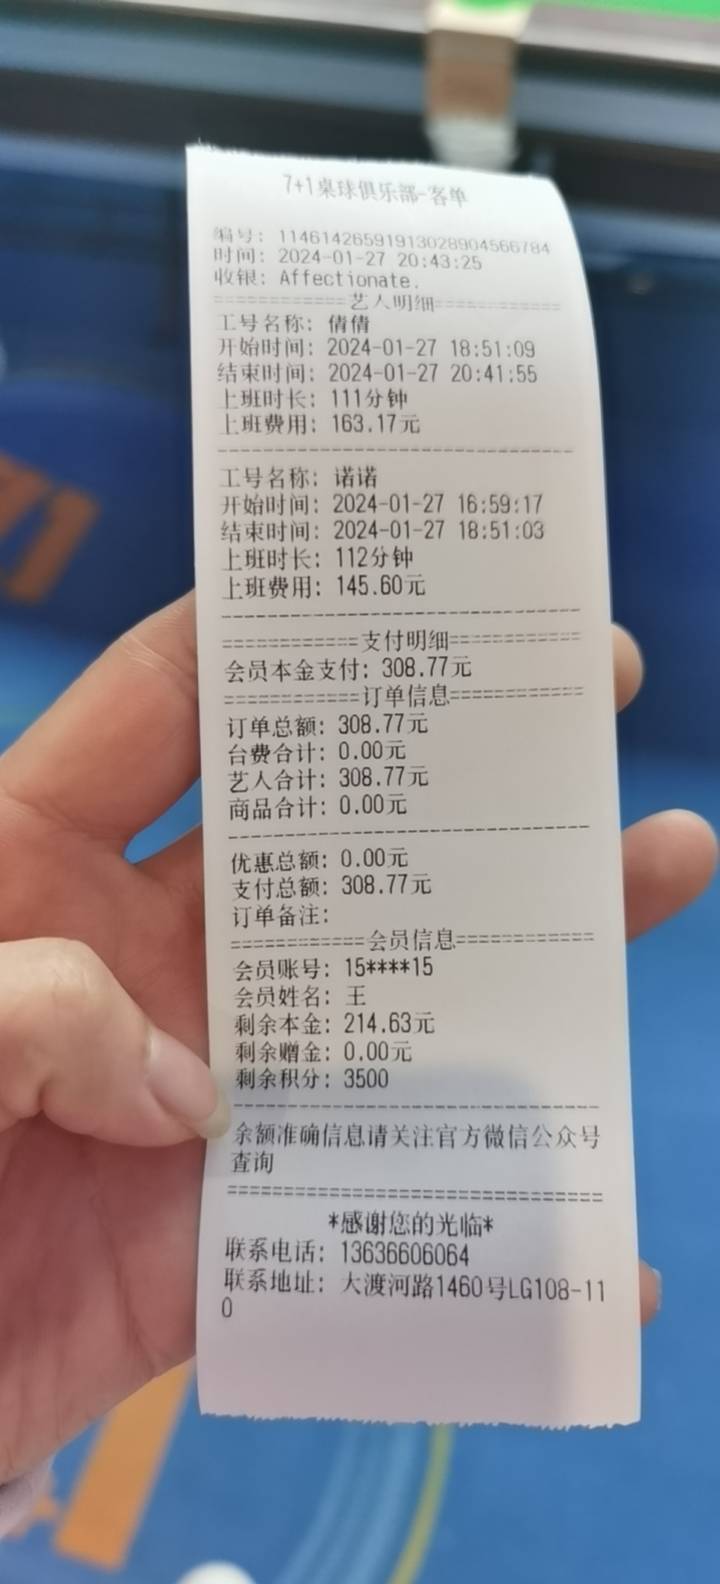 7+1桌球俱乐部-客单
编号: 1146142659191302890456678​4
时间: 2024-01-27 20:43:25
收银: Affectionate.
============艺人明细============
工号名称: 倩倩
开始时间: 2024-01-27 18:51:09
结束时间: 2024-01-27 20:41:55
上班时长: 111分钟
上班费用: 163.17元
--------------------------------
工号名称: 诺诺
开始时间: 2024-01-27 16:59:17
结束时间: 2024-01-27 18:51:03
上班时长: 112分钟
上班费用: 145.60元
--------------------------------
============支付明细============
会员本金支付: 308.77元
============订单信息============
订单总额: 308.77元
台费合计: 0.00元
艺人合计: 308.77元
商品合计: 0.00元
--------------------------------
优惠总额: 0.00元
支付总额: 308.77元
订单备注:
============会员信息============
会员账号: 15****15
会员姓名: 王
剩余本金: 214.63元
剩余赠金: 0.00元
剩余积分: 3500
--------------------------------
余额准确信息请关注官方微信公众号
查询
================================
*感谢您的光临*
联系电话: 13636606064
联系地址: 大渡河路1460号LG108-11
0